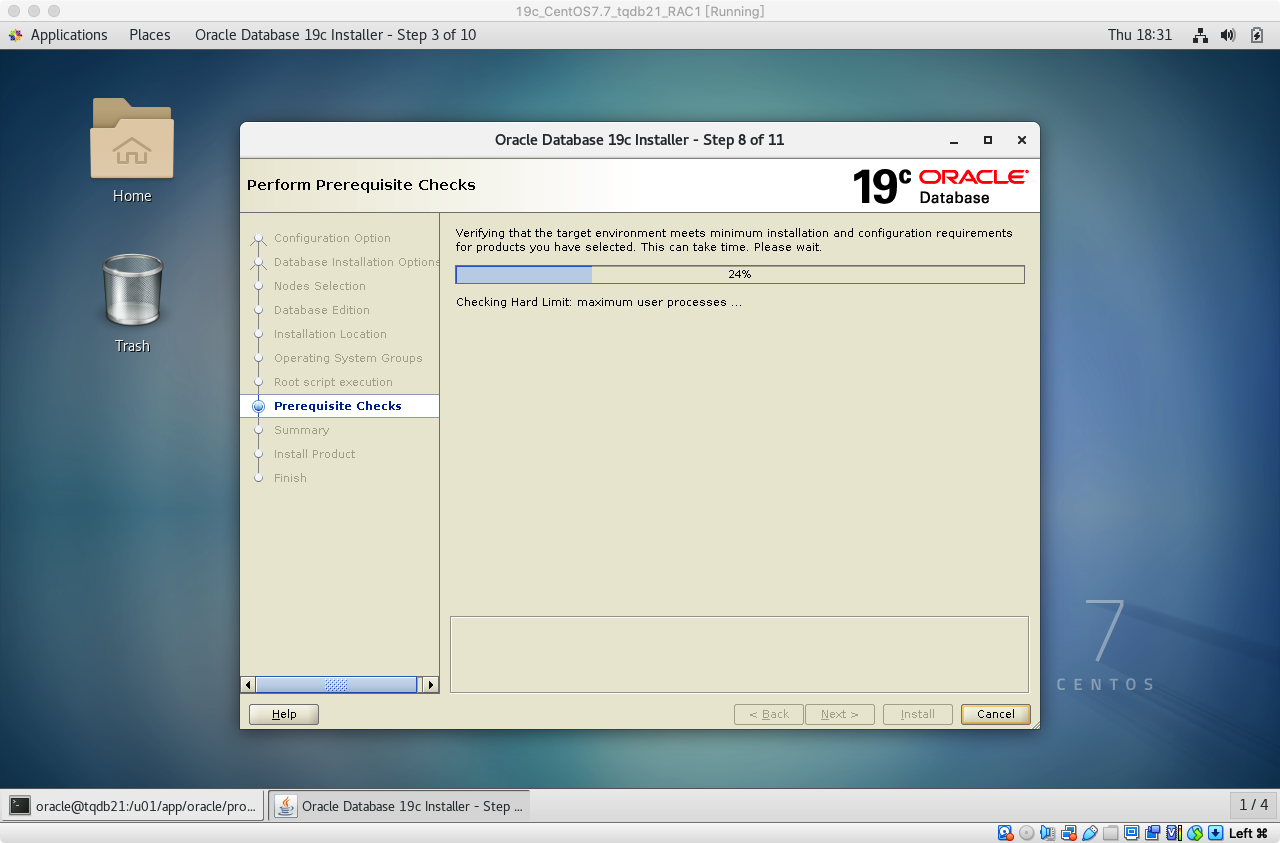 19c_CentOS7.7_tqdb21_RAC1 [Running]
Applications Places Oracle Database 19c Installer - Step 3 of 10 Thu 18:31
Home
Trash
Oracle Database 19c Installer - Step 8 of 11
Perform Prerequisite Checks
19c ORACLE®
Database
Configuration Option
Database Installation Options
Nodes Selection
Database Edition
Installation Location
Operating System Groups
Root script execution
Prerequisite Checks
Summary
Install Product
Finish
Verifying that the target environment meets minimum installation and configuration requirements
for products you have selected. This can take time. Please wait.
24%
Checking Hard Limit: maximum user processes ...
Help < Back Next > Install Cancel
7
CENTOS
oracle@tqdb21:/u01/app/oracle/pro... Oracle Database 19c Installer - Step ... 1 / 4
Left ⌘